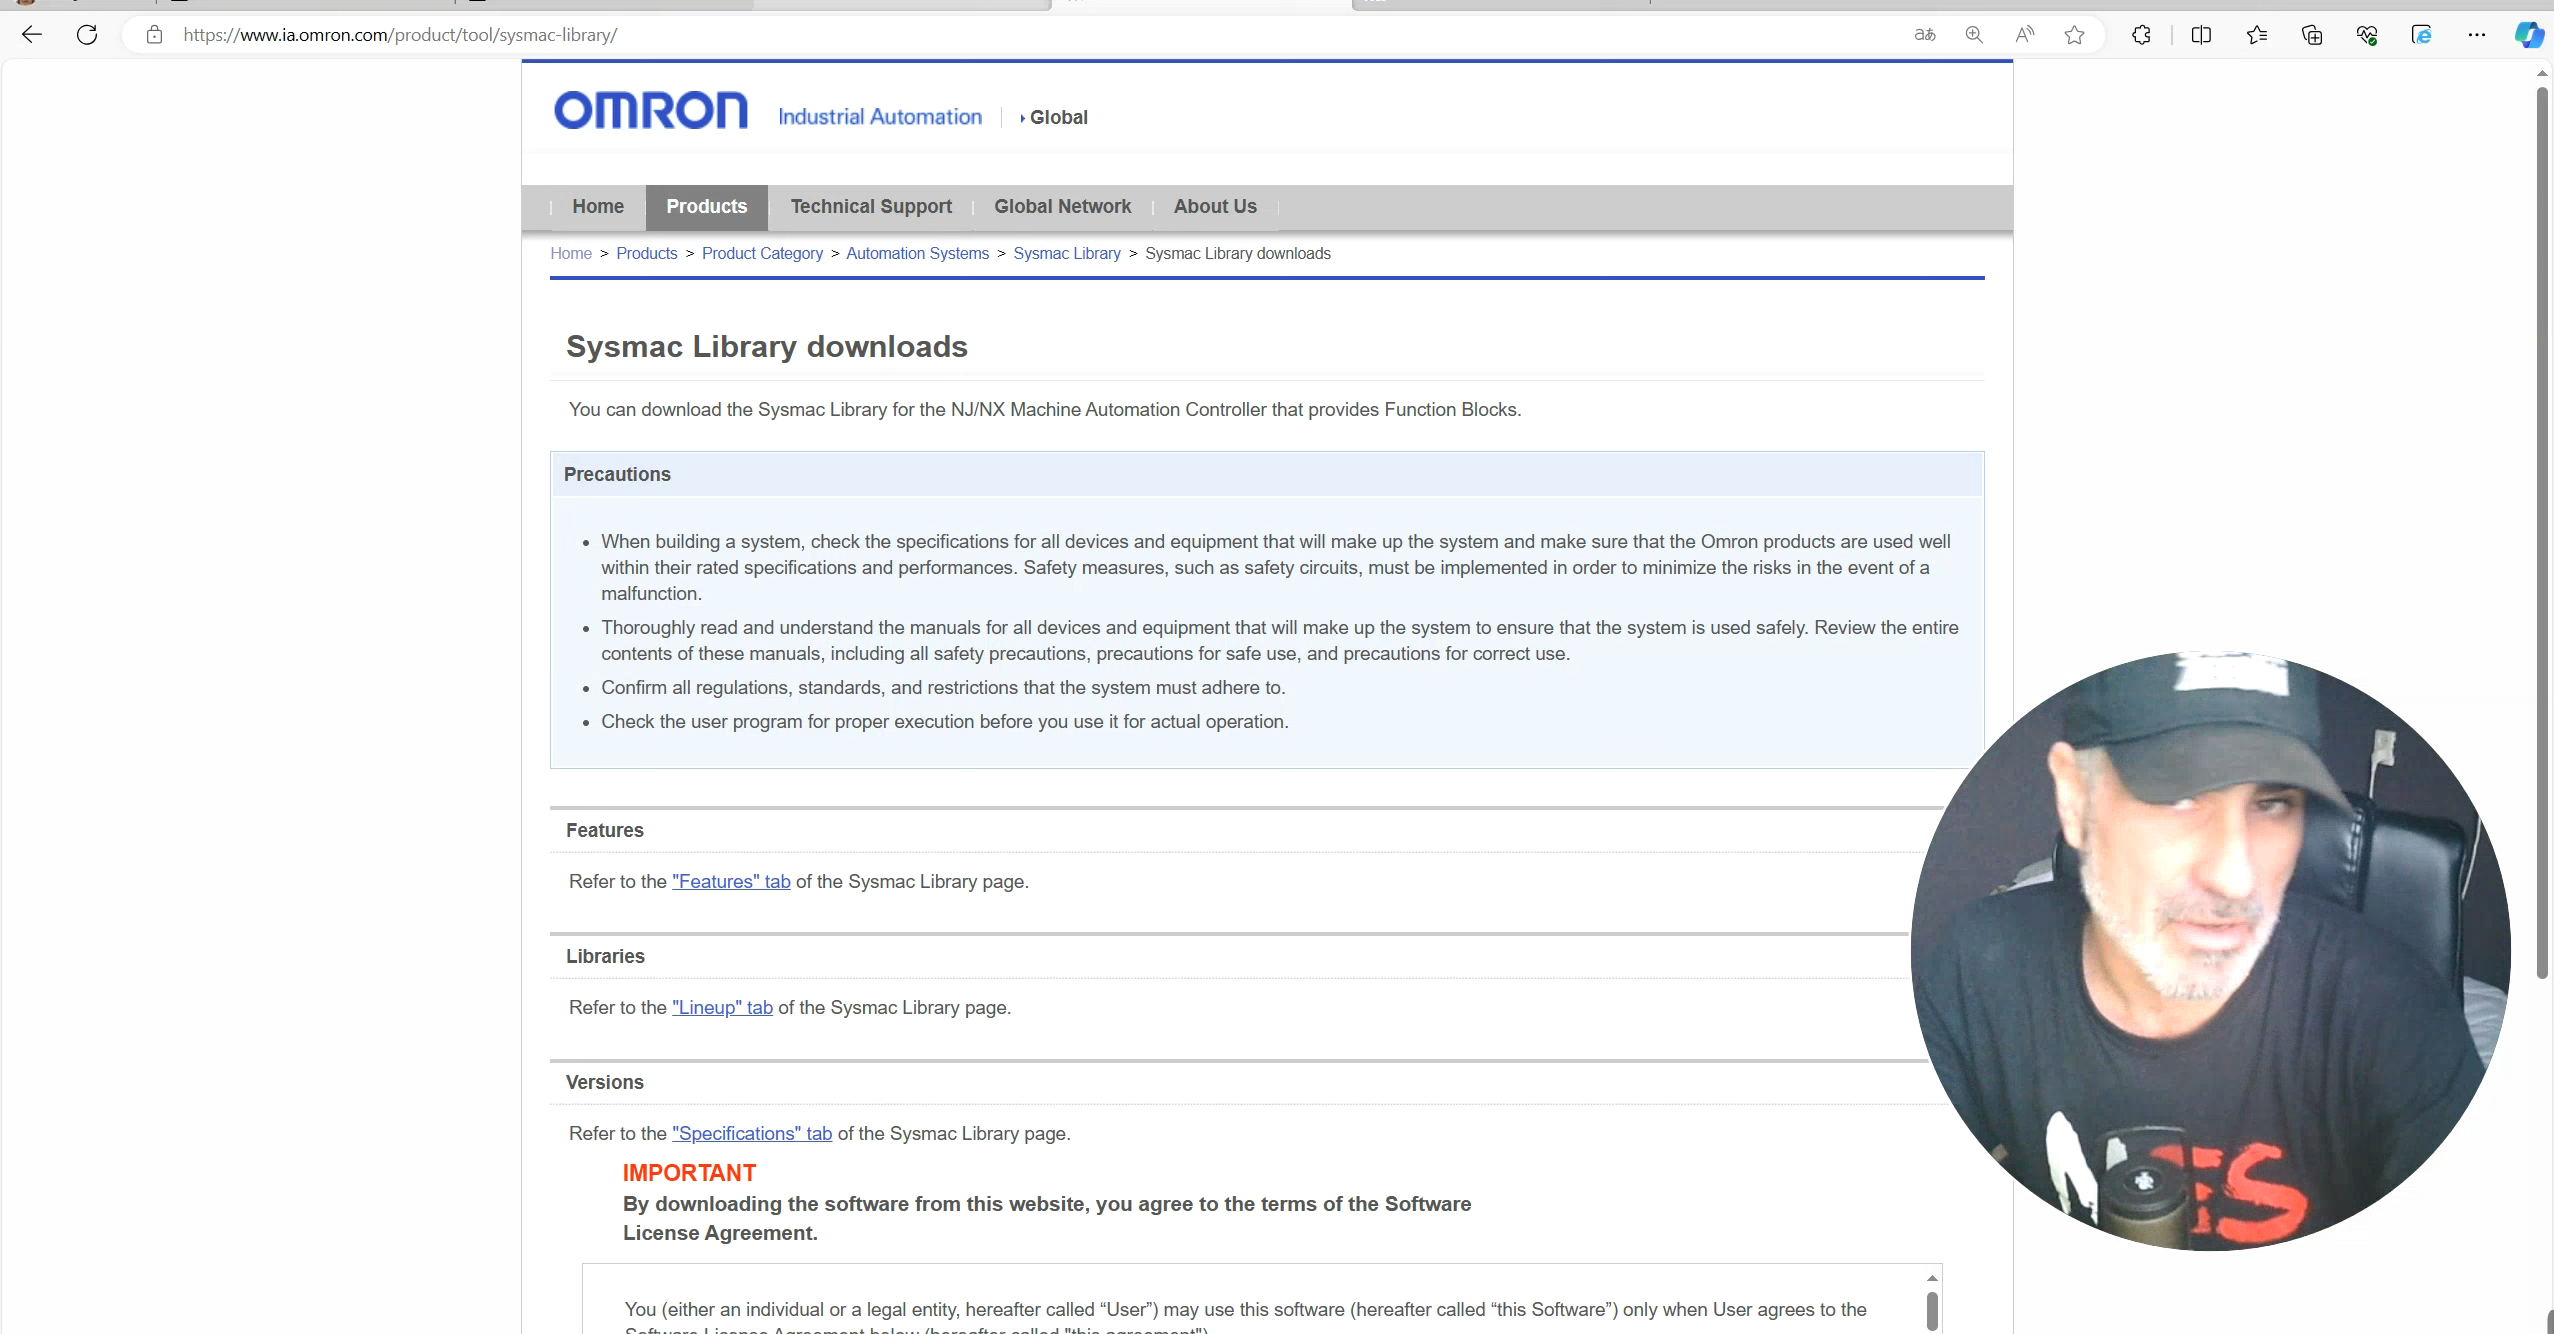 https://www.ia.omron.com/product/tool/sysmac-library/
OMRON Industrial Automation Global
Home Products Technical Support Global Network About Us
Home > Products > Product Category > Automation Systems > Sysmac Library > Sysmac Library downloads
Sysmac Library downloads
You can download the Sysmac Library for the NJ/NX Machine Automation Controller that provides Function Blocks.
Precautions
• When building a system, check the specifications for all devices and equipment that will make up the system and make sure that the Omron products are used well
within their rated specifications and performances. Safety measures, such as safety circuits, must be implemented in order to minimize the risks in the event of a
malfunction.
• Thoroughly read and understand the manuals for all devices and equipment that will make up the system to ensure that the system is used safely. Review the entire
contents of these manuals, including all safety precautions, precautions for safe use, and precautions for correct use.
• Confirm all regulations, standards, and restrictions that the system must adhere to.
• Check the user program for proper execution before you use it for actual operation.
Features
Refer to the "Features" tab of the Sysmac Library page.
Libraries
Refer to the "Lineup" tab of the Sysmac Library page.
Versions
Refer to the "Specifications" tab of the Sysmac Library page.
IMPORTANT
By downloading the software from this website, you agree to the terms of the Software
License Agreement.
You (either an individual or a legal entity, hereafter called “User”) may use this software (hereafter called “this Software”) only when User agrees to the
Software License Agreement below (hereafter called "this agreement").